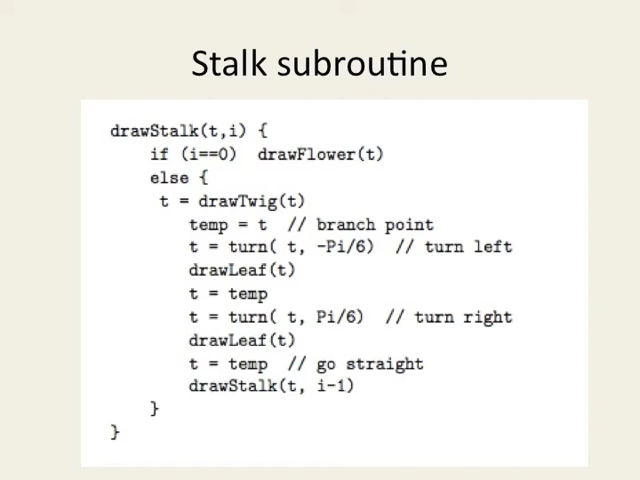 Stalk subroutine
drawStalk(t,i) {
if (i==0) drawFlower(t)
else {
t = drawTwig(t)
temp = t // branch point
t = turn( t, -Pi/6) // turn left
drawLeaf(t)
t = temp
t = turn( t, Pi/6) // turn right
drawLeaf(t)
t = temp // go straight
drawStalk(t, i-1)
}
}